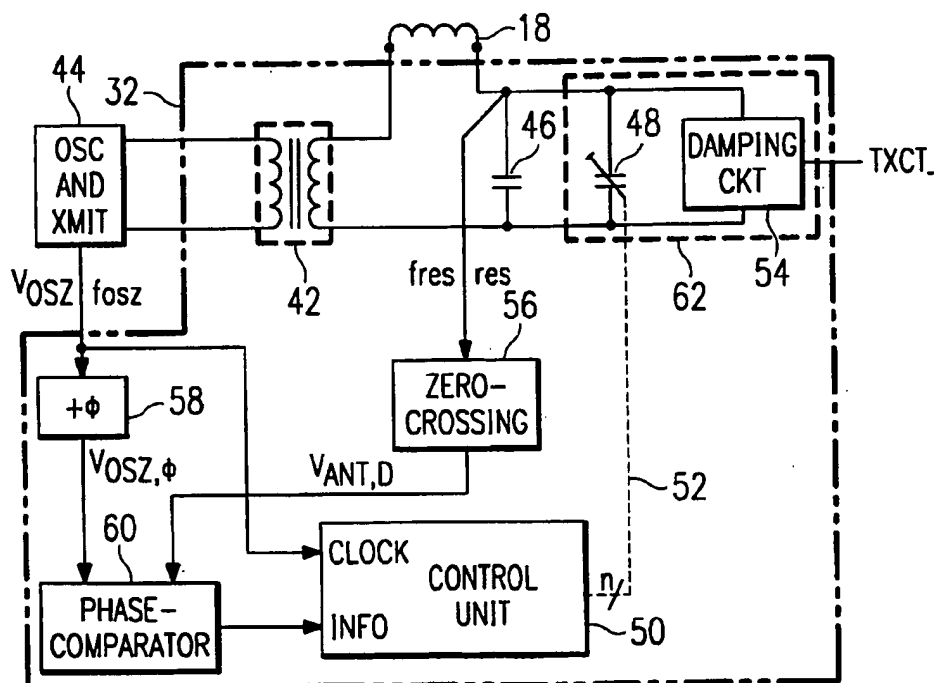 18
44
32
OSC
AND
XMIT
46
48
DAMPING
CKT
TXCT_
42
62
54
VOSZ fosz
fres res
56
+Φ
58
ZERO-
CROSSING
VOSZ,Φ
VANT,D
52
60
CLOCK
CONTROL
UNIT
n
PHASE-
COMPARATOR
INFO
50